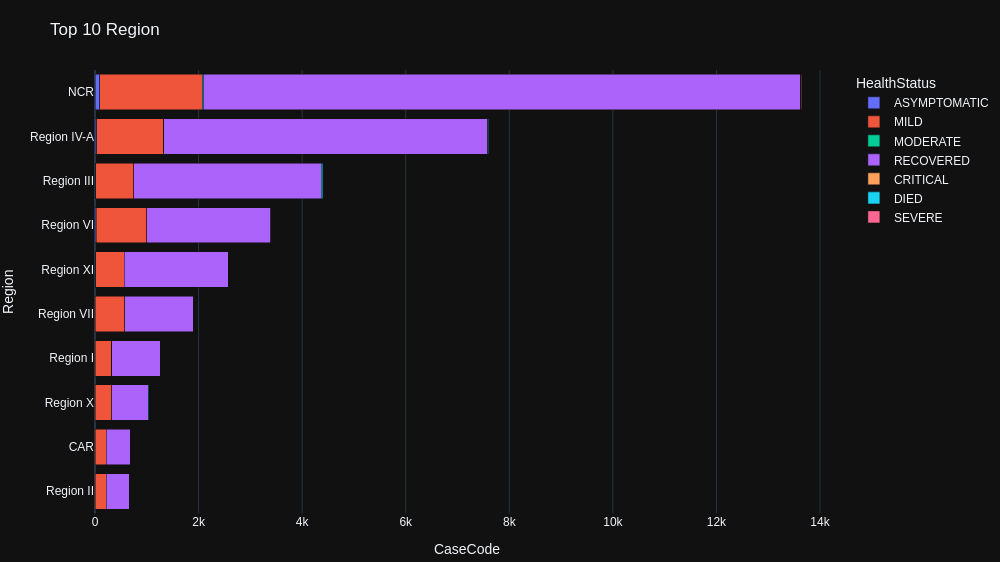 Top 10 Region
HealthStatus
ASYMPTOMATIC
MILD
MODERATE
RECOVERED
CRITICAL
DIED
SEVERE
Region
NCR
Region IV-A
Region III
Region VI
Region XI
Region VII
Region I
Region X
CAR
Region II
0 2k 4k 6k 8k 10k 12k 14k
CaseCode